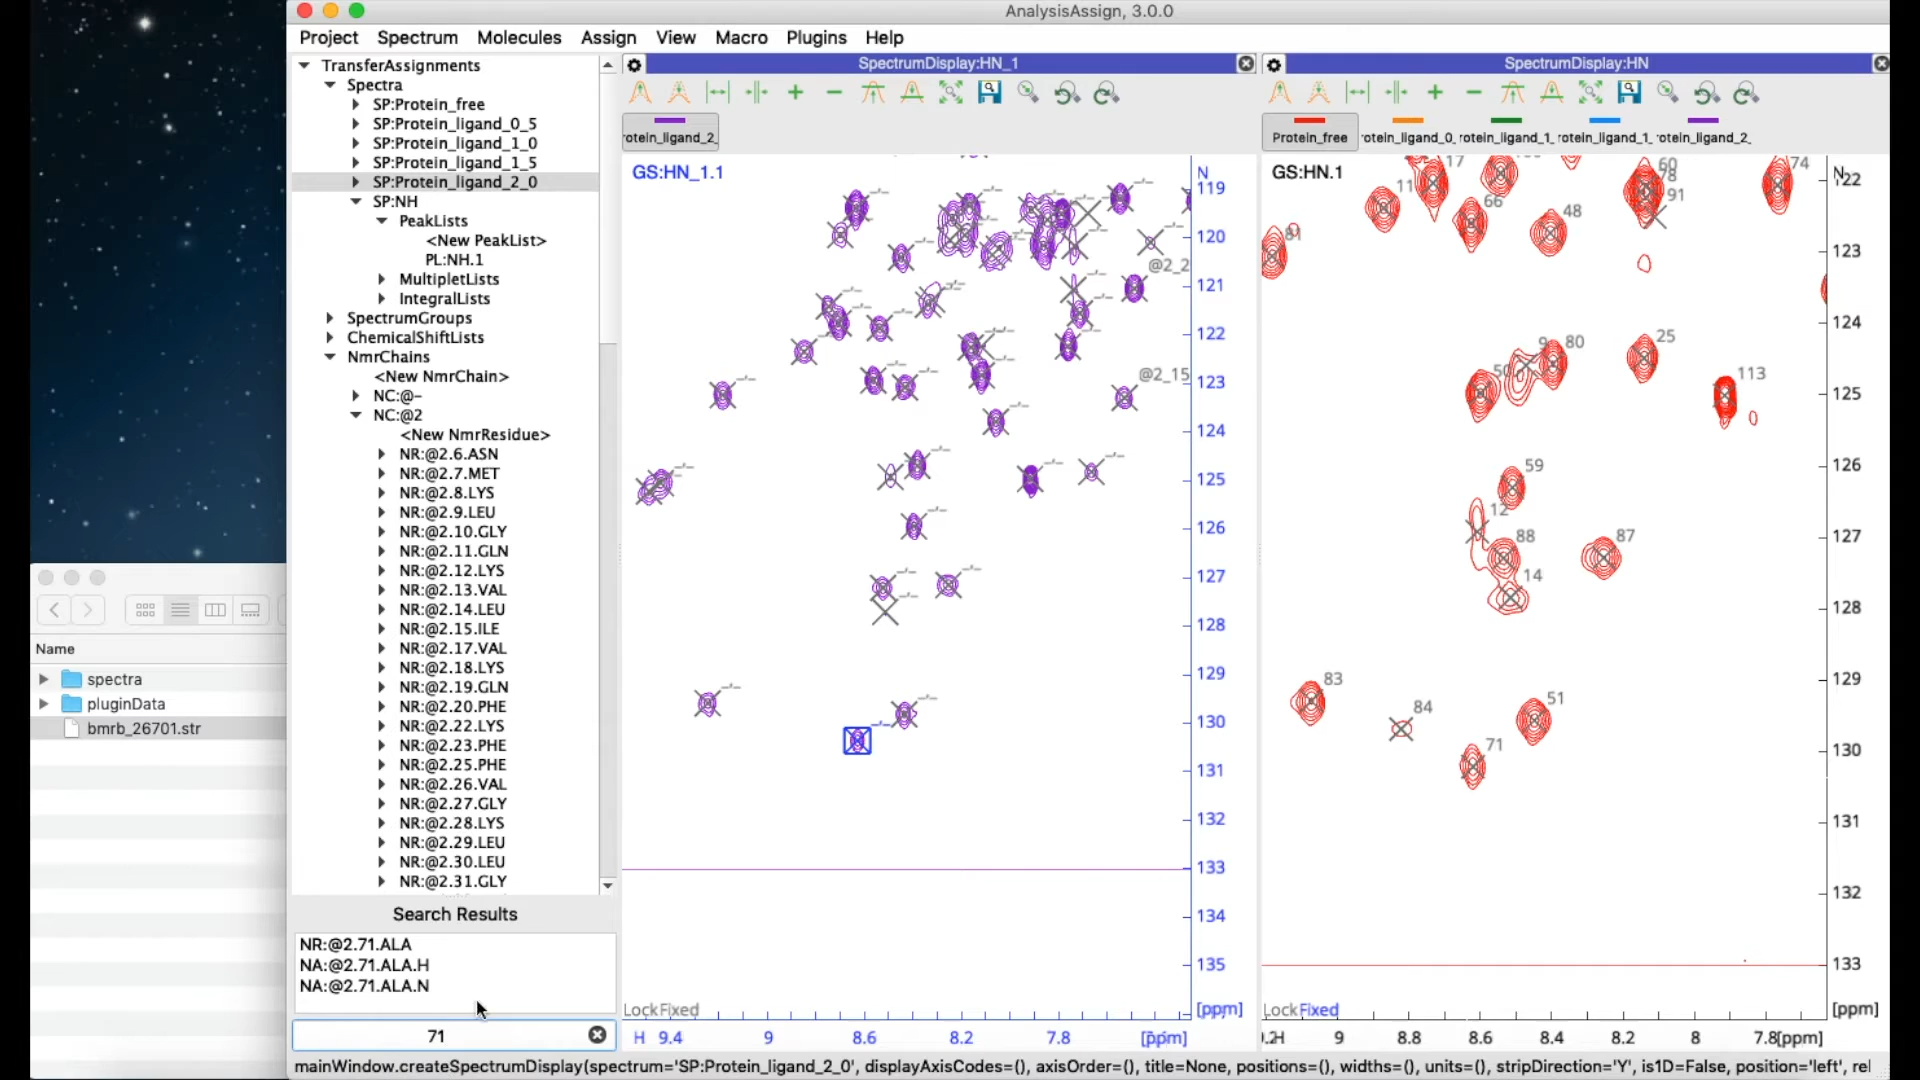 AnalysisAssign, 3.0.0
Project Spectrum Molecules Assign View Macro Plugins Help
TransferAssignments
Spectra
SP:Protein_free
SP:Protein_ligand_0_5
SP:Protein_ligand_1_0
SP:Protein_ligand_1_5
SP:Protein_ligand_2_0
SP:NH
PeakLists
<New PeakList>
PL:NH.1
MultipletLists
IntegralLists
SpectrumGroups
ChemicalShiftLists
NmrChains
<New NmrChain>
NC:@-
NC:@2
<New NmrResidue>
NR:@2.6.ASN
NR:@2.7.MET
NR:@2.8.LYS
NR:@2.9.LEU
NR:@2.10.GLY
NR:@2.11.GLN
NR:@2.12.LYS
NR:@2.13.VAL
NR:@2.14.LEU
NR:@2.15.ILE
NR:@2.17.VAL
NR:@2.18.LYS
NR:@2.19.GLN
NR:@2.20.PHE
NR:@2.22.LYS
NR:@2.23.PHE
NR:@2.25.PHE
NR:@2.26.VAL
NR:@2.27.GLY
NR:@2.28.LYS
NR:@2.29.LEU
NR:@2.30.LEU
NR:@2.31.GLY
Search Results
NR:@2.71.ALA
NA:@2.71.ALA.H
NA:@2.71.ALA.N
71
Name
spectra
pluginData
bmrb_26701.str
SpectrumDisplay:HN_1
rotein_ligand_2_
GS:HN_1.1
N
119
120
@2_2
121
122
@2_15
123
124
125
126
127
128
129
130
131
132
133
134
135
LockFixed
[ppm]
H 9.4 9 8.6 8.2 7.8 [ppm]
SpectrumDisplay:HN
Protein_free rotein_ligand_0_ rotein_ligand_1_ rotein_ligand_1_ rotein_ligand_2_
GS:HN.1
N
17 60 74
122
11 78
66 91
48
81
123
124
9 80 25
50 113
125
59
126
12
127
88 87
14
128
83
129
84 51
71
130
131
132
133
LockFixed
[ppm]
9 8.8 8.6 8.4 8.2 8 7.8 [ppm]
mainWindow.createSpectrumDisplay(spectrum='SP:Protein_ligand_2_0', displayAxisCodes=(), axisOrder=(), title=None, positions=(), widths=(), units=(), stripDirection='Y', is1D=False, position='left', rel